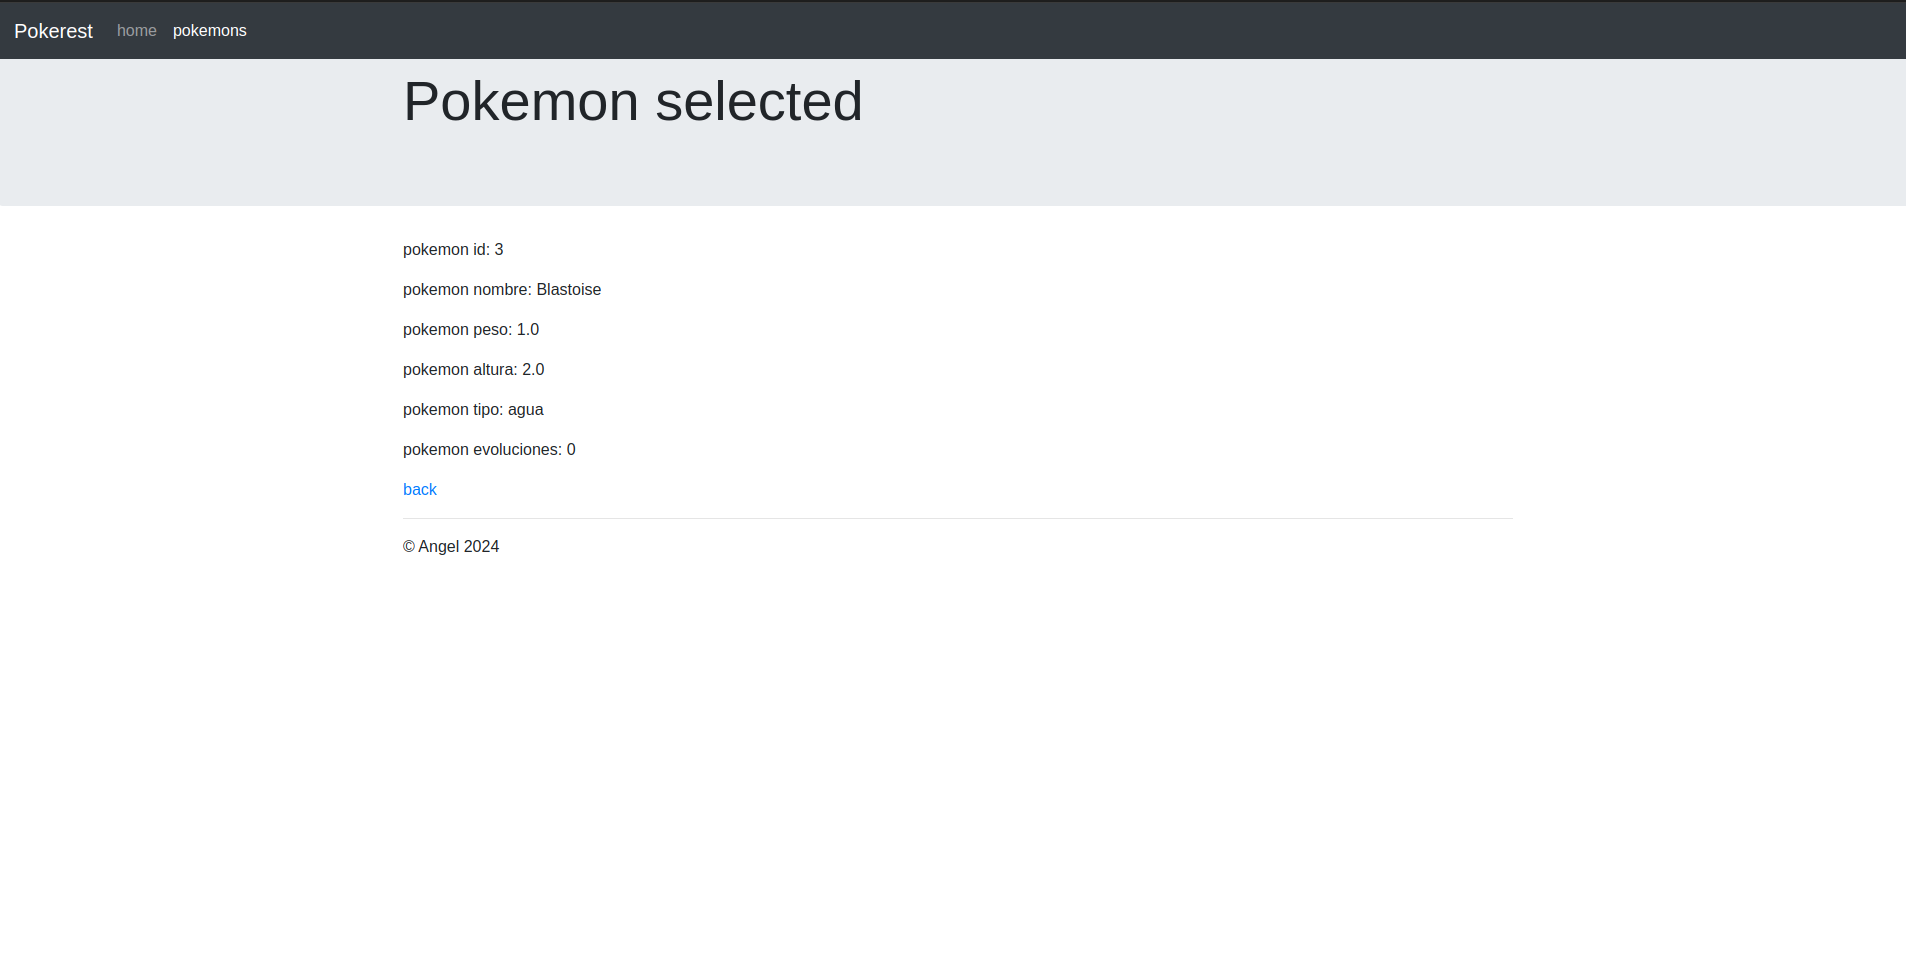 Pokerest home pokemons
Pokemon selected
pokemon id: 3
pokemon nombre: Blastoise
pokemon peso: 1.0
pokemon altura: 2.0
pokemon tipo: agua
pokemon evoluciones: 0
back
© Angel 2024